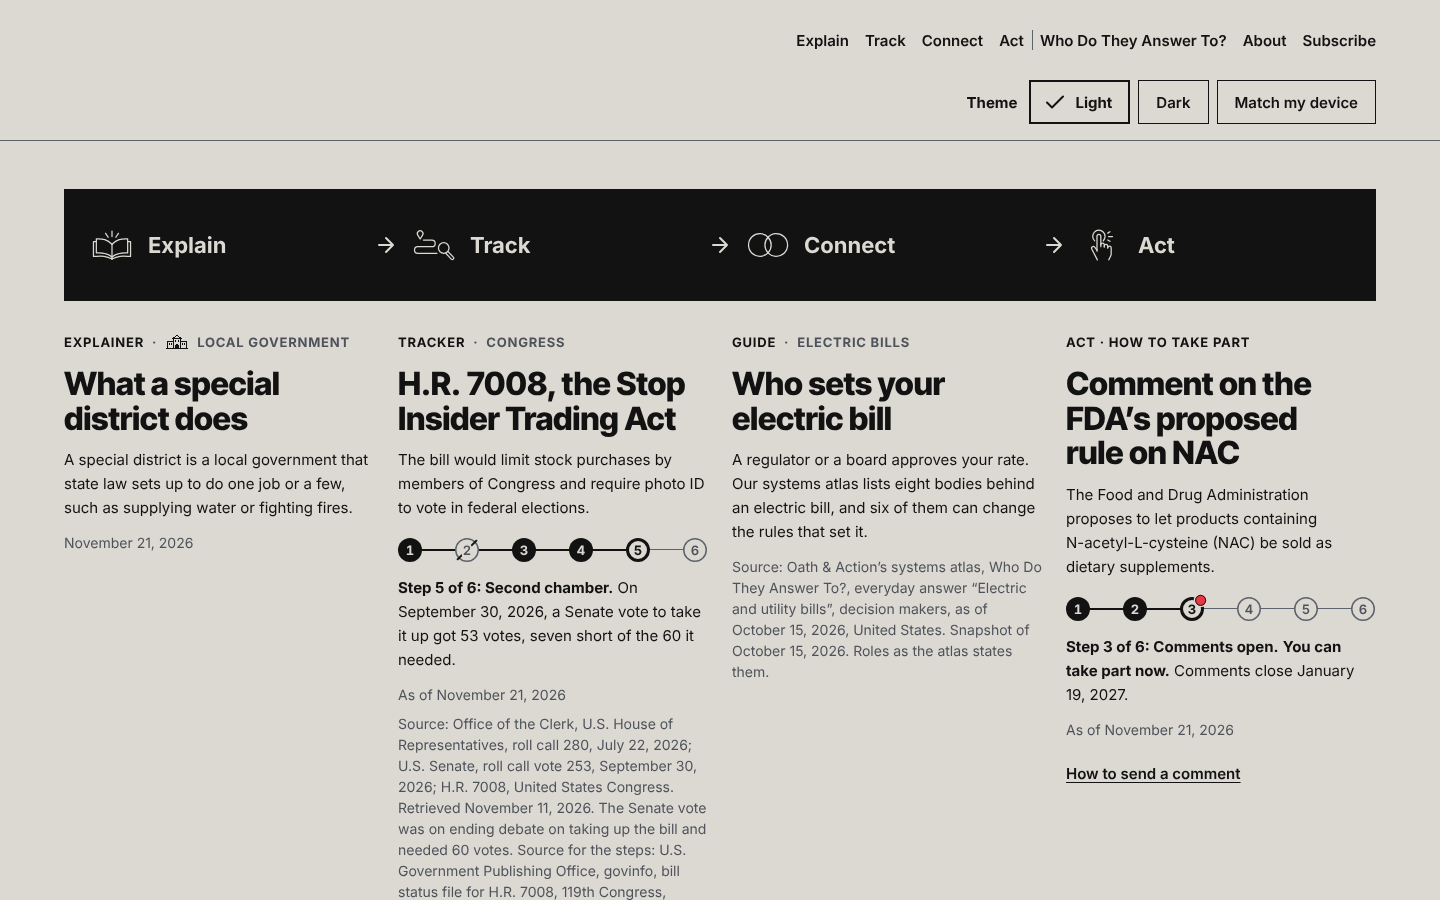 Explain Track Connect Act Who Do They Answer To? About Subscribe
Theme Light Dark Match my device
Explain
Track
Connect
Act
EXPLAINER · LOCAL GOVERNMENT
What a special
district does
A special district is a local government that
state law sets up to do one job or a few,
such as supplying water or fighting fires.
November 21, 2026
TRACKER · CONGRESS
H.R. 7008, the Stop
Insider Trading Act
The bill would limit stock purchases by
members of Congress and require photo ID
to vote in federal elections.
1 2 3 4 5 6
Step 5 of 6: Second chamber. On
September 30, 2026, a Senate vote to take
it up got 53 votes, seven short of the 60 it
needed.
As of November 21, 2026
Source: Office of the Clerk, U.S. House of
Representatives, roll call 280, July 22, 2026;
U.S. Senate, roll call vote 253, September 30,
2026; H.R. 7008, United States Congress.
Retrieved November 11, 2026. The Senate vote
was on ending debate on taking up the bill and
needed 60 votes. Source for the steps: U.S.
Government Publishing Office, govinfo, bill
status file for H.R. 7008, 119th Congress,
GUIDE · ELECTRIC BILLS
Who sets your
electric bill
A regulator or a board approves your rate.
Our systems atlas lists eight bodies behind
an electric bill, and six of them can change
the rules that set it.
Source: Oath & Action’s systems atlas, Who Do
They Answer To?, everyday answer “Electric
and utility bills”, decision makers, as of
October 15, 2026, United States. Snapshot of
October 15, 2026. Roles as the atlas states
them.
ACT · HOW TO TAKE PART
Comment on the
FDA’s proposed
rule on NAC
The Food and Drug Administration
proposes to let products containing
N-acetyl-L-cysteine (NAC) be sold as
dietary supplements.
1 2 3 4 5 6
Step 3 of 6: Comments open. You can
take part now. Comments close January
19, 2027.
As of November 21, 2026
How to send a comment